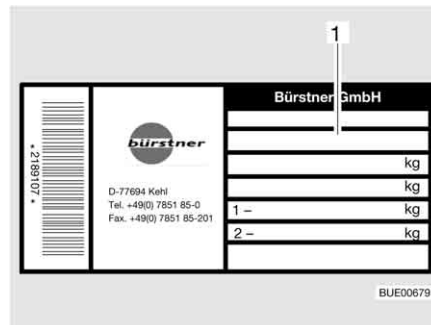 1
Bürstner GmbH
* 2189107 *
bürstner
D-77694 Kehl
Tel. +49(0) 7851 85-0
Fax. +49(0) 7851 85-201
kg
kg
1 – kg
2 – kg
BUE00679